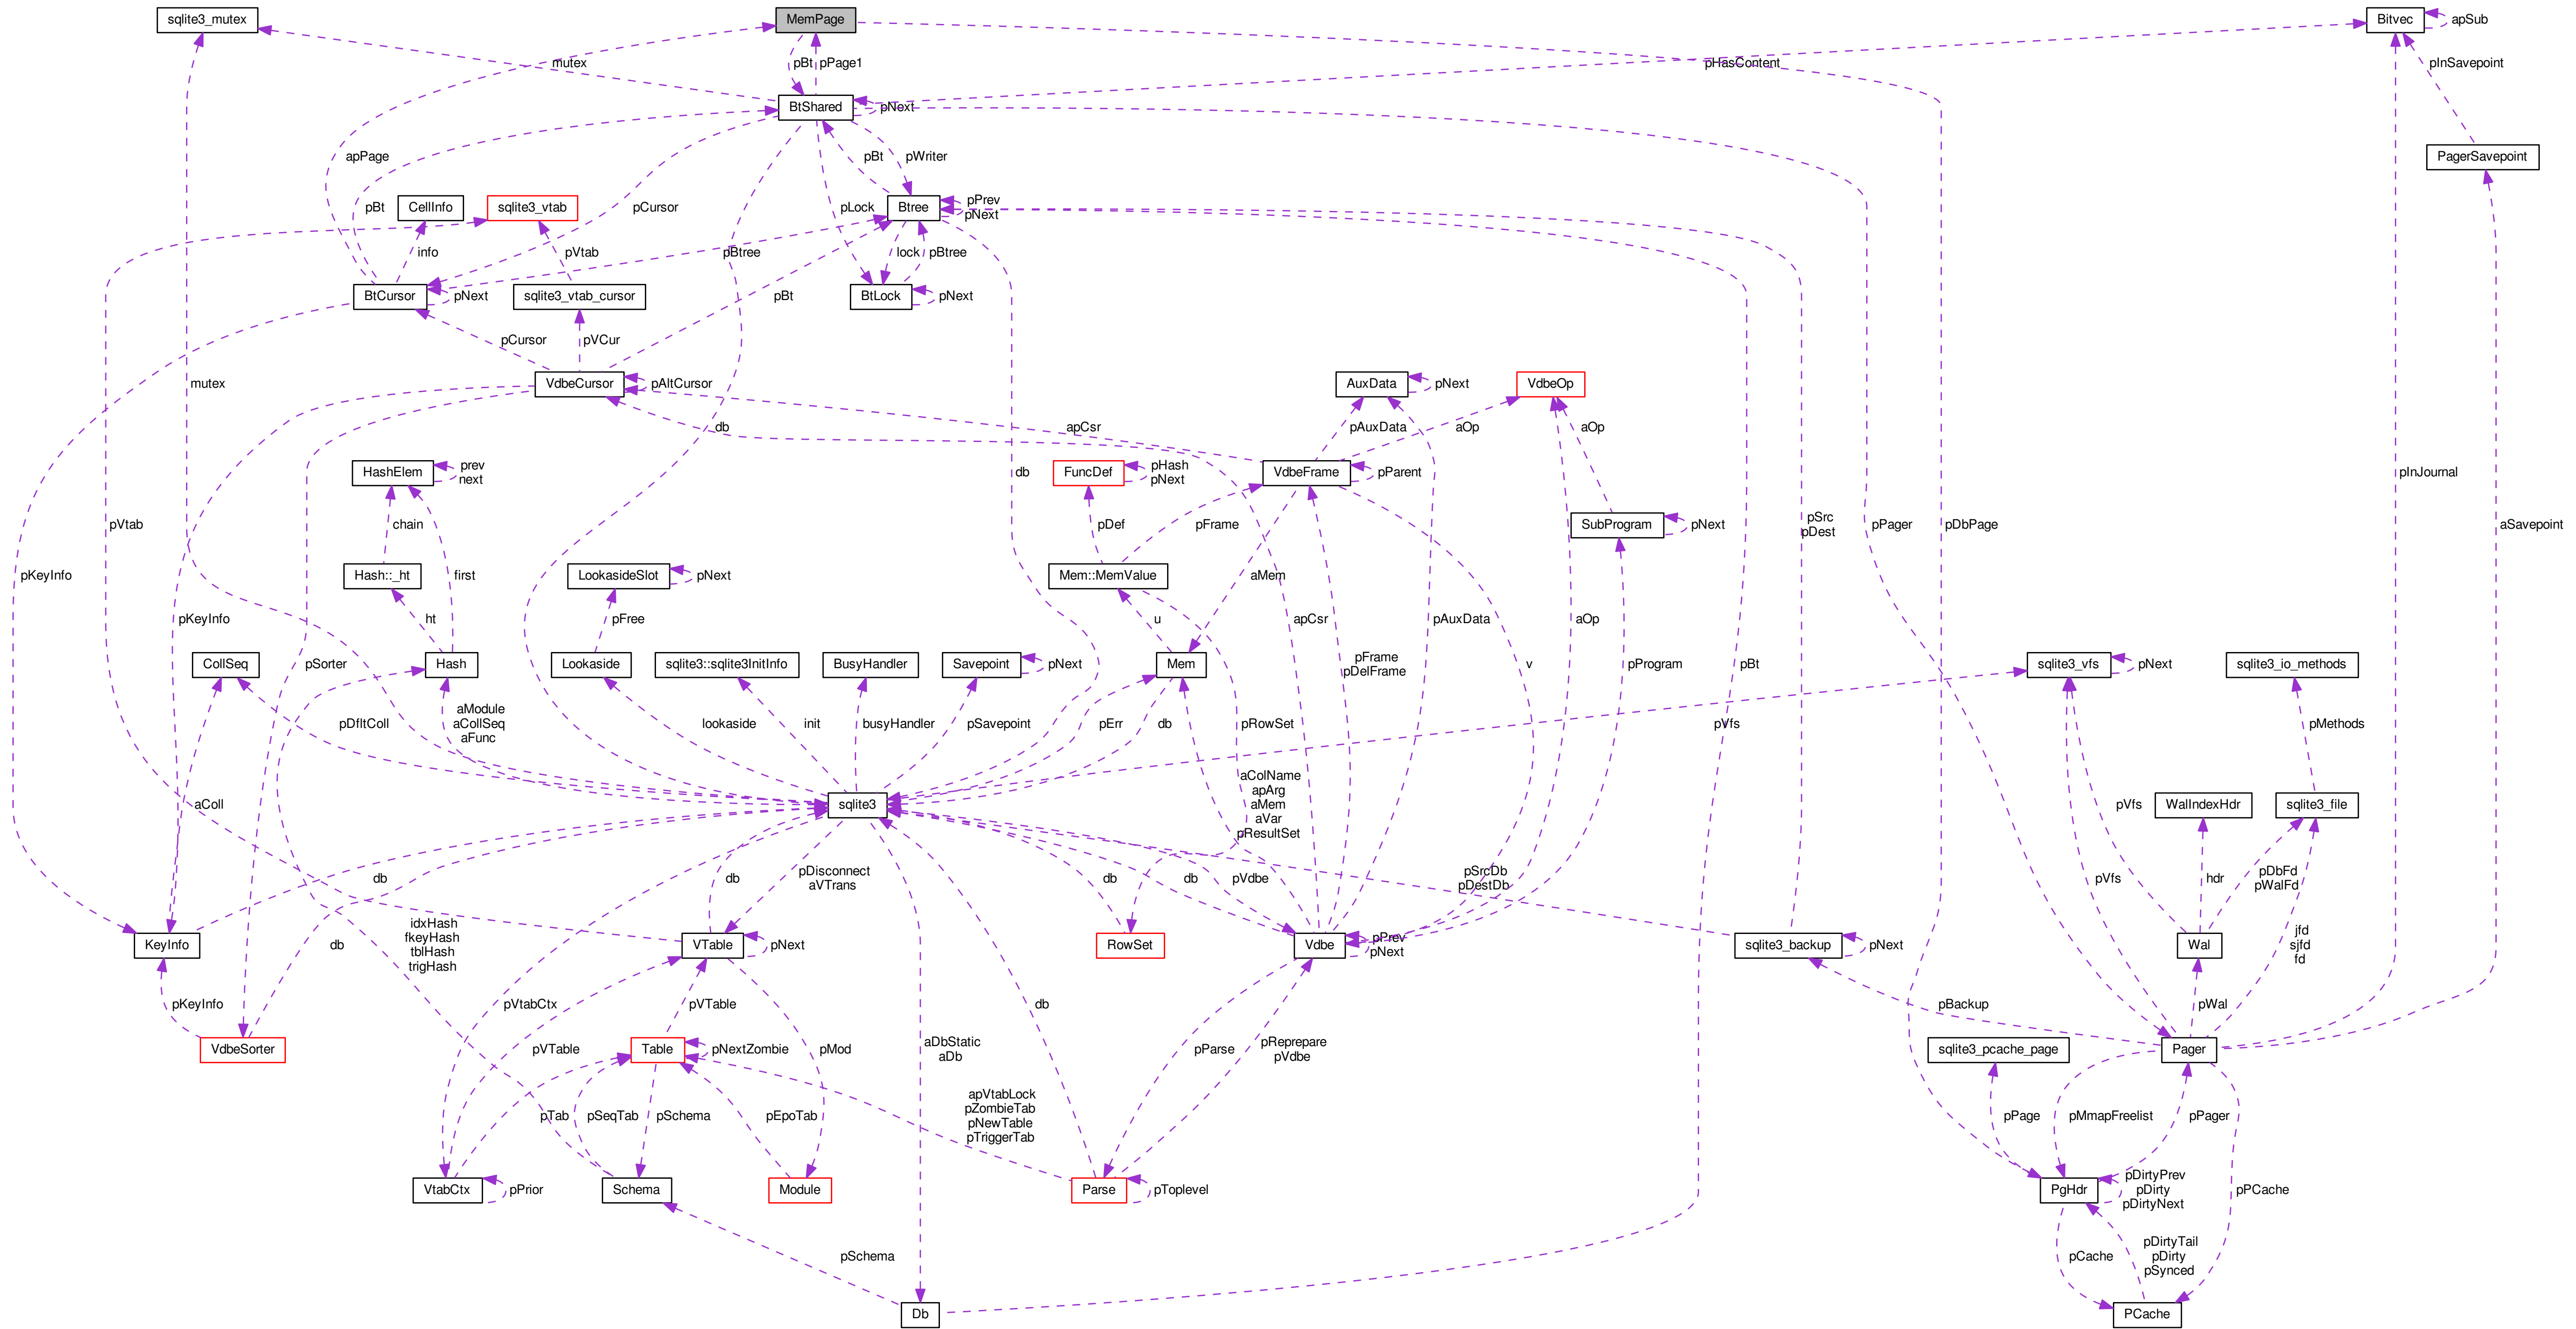 sqlite3_mutex
MemPage
Bitvec
apSub
mutex
pBt
pPage1
pHasContent
pInSavepoint
BtShared
pNext
apPage
pBt
pWriter
PagerSavepoint
pBt
CellInfo
sqlite3_vtab
pCursor
pLock
Btree
pPrev
pNext
info
pVtab
pBtree
lock
pBtree
BtCursor
pNext
sqlite3_vtab_cursor
pBt
BtLock
pNext
pCursor
pVCur
mutex
VdbeCursor
pAltCursor
AuxData
pNext
VdbeOp
db
apCsr
pAuxData
aOp
aOp
HashElem
prev
next
db
FuncDef
pHash
pNext
VdbeFrame
pParent
pInJournal
pVtab
chain
pDef
pFrame
SubProgram
pNext
pSrc
pDest
pPager
pDbPage
aSavepoint
pKeyInfo
Hash::_ht
first
LookasideSlot
pNext
Mem::MemValue
aMem
pKeyInfo
ht
pFree
u
apCsr
pAuxData
aOp
CollSeq
pSorter
Hash
Lookaside
sqlite3::sqlite3InitInfo
BusyHandler
Savepoint
pNext
Mem
pFrame
pDelFrame
v
pProgram
pBt
sqlite3_vfs
pNext
sqlite3_io_methods
pDfltColl
aModule
aCollSeq
aFunc
lookaside
init
busyHandler
pSavepoint
pErr
db
pRowSet
pVfs
pMethods
aColl
sqlite3
aColName
apArg
aMem
aVar
pResultSet
pVfs
WalIndexHdr
sqlite3_file
db
db
pDisconnect
aVTrans
db
db
pVdbe
pSrcDb
pDestDb
pVfs
hdr
pDbFd
pWalFd
KeyInfo
db
idxHash
fkeyHash
tblHash
trigHash
VTable
pNext
RowSet
Vdbe
pPrev
pNext
sqlite3_backup
pNext
Wal
jfd
sjfd
fd
pKeyInfo
pVtabCtx
pVTable
db
pBackup
pWal
VdbeSorter
pVTable
Table
pNextZombie
pMod
aDbStatic
aDb
pParse
pReprepare
pVdbe
sqlite3_pcache_page
Pager
pTab
pSeqTab
pSchema
pEpoTab
apVtabLock
pZombieTab
pNewTable
pTriggerTab
pPage
pMmapFreelist
pPager
VtabCtx
pPrior
Schema
Module
Parse
pToplevel
PgHdr
pDirtyPrev
pDirty
pDirtyNext
pPCache
pSchema
pCache
pDirtyTail
pDirty
pSynced
Db
PCache